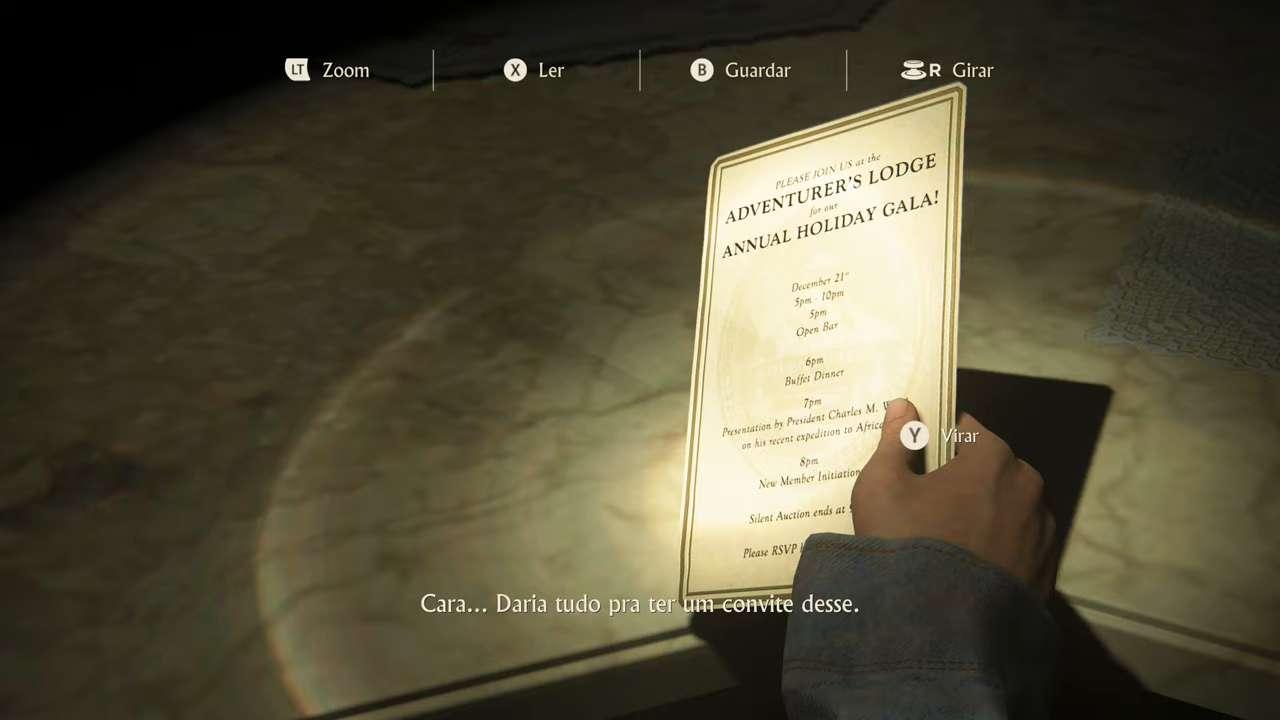 LT Zoom
X Ler
B Guardar
R Girar
PLEASE JOIN US at the
ADVENTURER'S LODGE
for our
ANNUAL HOLIDAY GALA!
December 21st
5pm - 10pm
5pm
Open Bar
6pm
Buffet Dinner
7pm
Presentation by President Charles M.
on his recent expedition to Africa
8pm
New Member Initiation
Silent Auction ends at
Please RSVP
Y Virar
Cara... Daria tudo pra ter um convite desse.